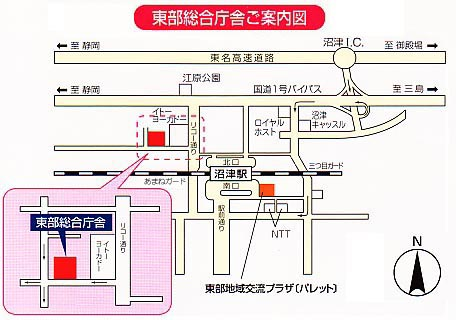 東部総合庁舎ご案内図
至 静岡
沼津 I.C.
至 御殿場
東名高速道路
江原公園
至 静岡
国道1号バイパス
至 三島
イトー
ヨーカドー
リコー通り
ロイヤル
ホスト
沼津
キャッスル
北口
三つ目ガード
沼津駅
あまねガード
南口
東部総合庁舎
リコー通り
イトー
ヨーカドー
駅前通り
NTT
N
東部地域交流プラザ〔パレット〕